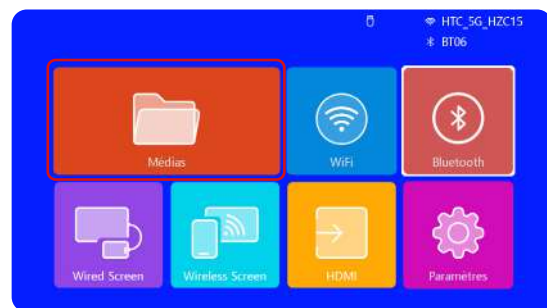 HTC_5G_HZC15
BT06
Médias
WiFi
Bluetooth
Wired Screen
Wireless Screen
HDMI
Paramètres